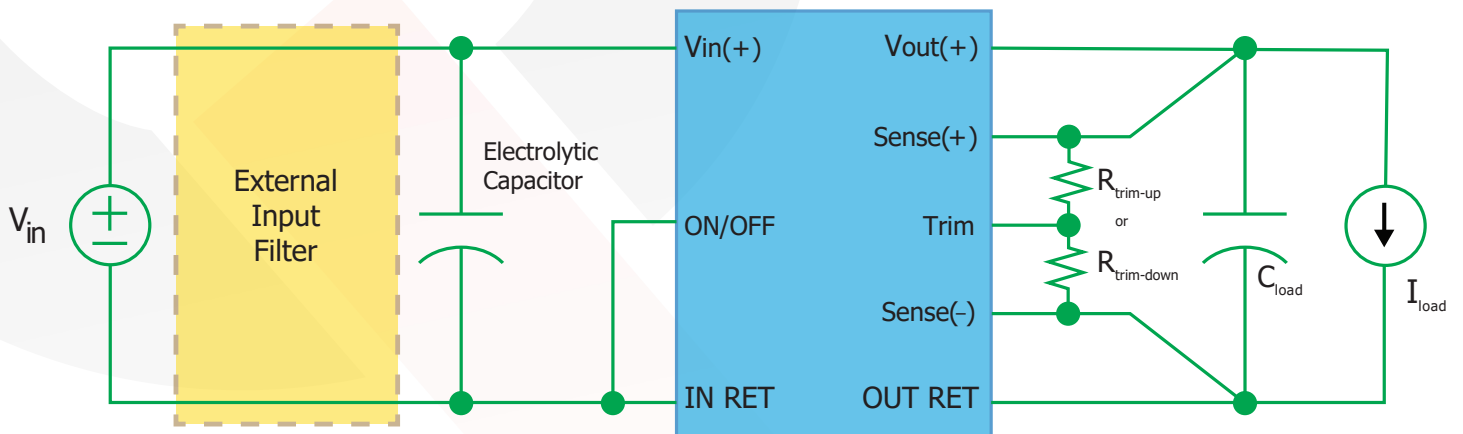 Vin(+)
Vout(+)
Sense(+)
Electrolytic
Capacitor
External
Input
Filter
Vin
+
−
ON/OFF
Trim
Rtrim-up
or
Rtrim-down
Cload
Iload
Sense(−)
IN RET
OUT RET